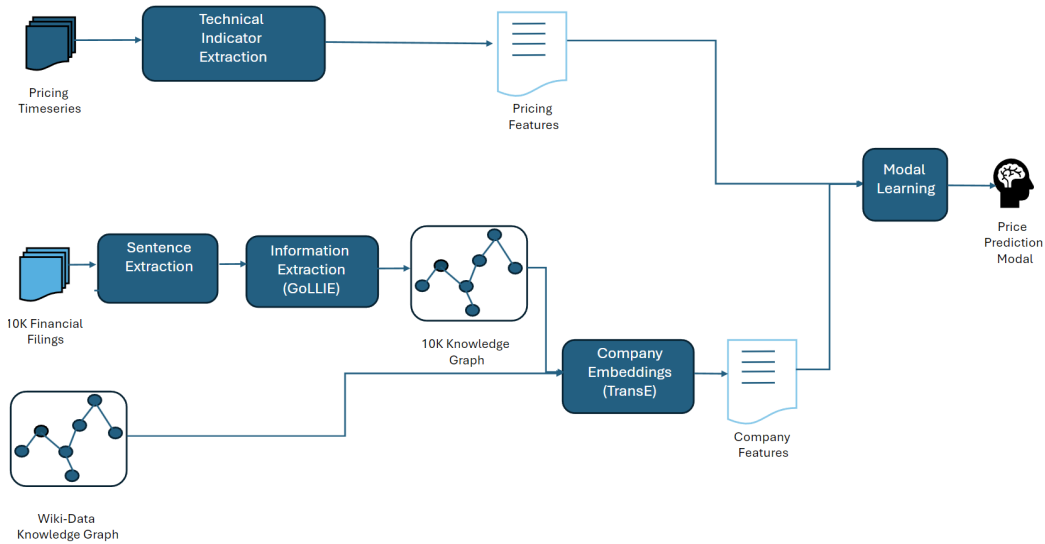 Technical
Indicator
Extraction
Pricing
Timeseries
Pricing
Features
Modal
Learning
Price
Prediction
Modal
Sentence
Extraction
Information
Extraction
(GoLLIE)
10K Financial
Filings
10K Knowledge
Graph
Company
Embeddings
(TransE)
Company
Features
Wiki-Data
Knowledge Graph